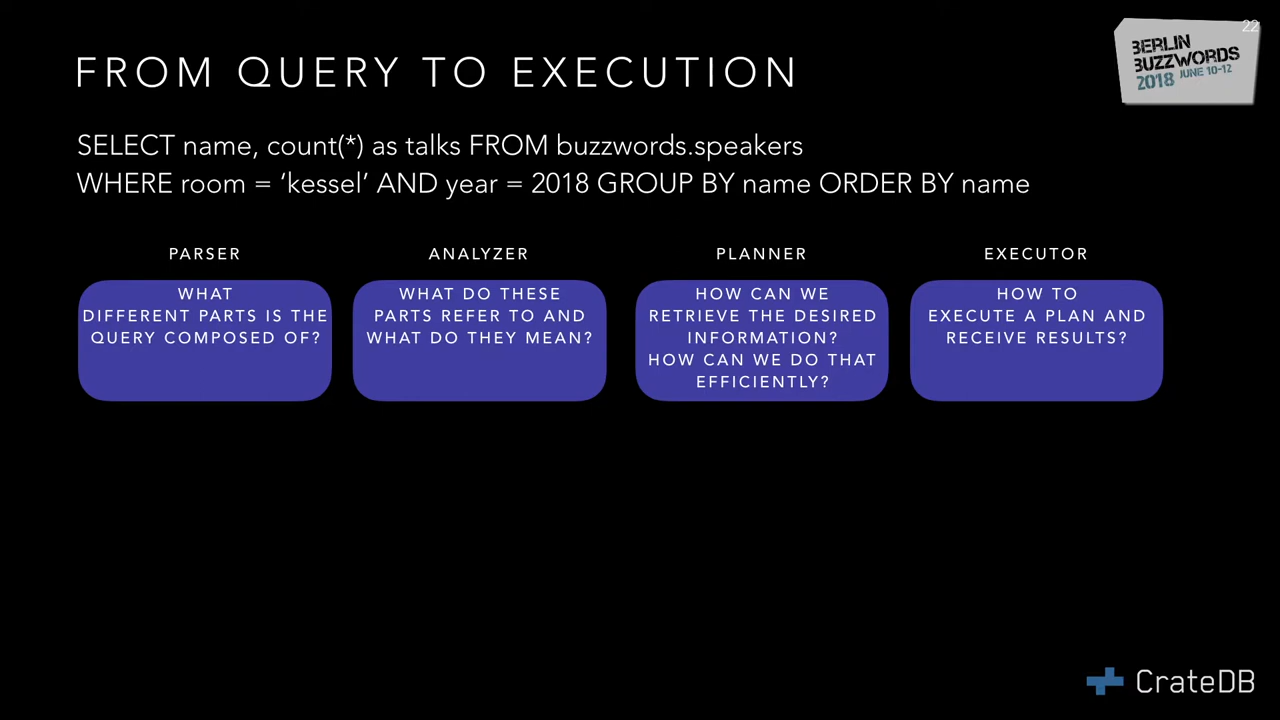 22
BERLIN
BUZZWORDS
2018 JUNE 10-12
FROM QUERY TO EXECUTION
SELECT name, count(*) as talks FROM buzzwords.speakers
WHERE room = ‘kessel’ AND year = 2018 GROUP BY name ORDER BY name
PARSER
WHAT
DIFFERENT PARTS IS THE
QUERY COMPOSED OF?
ANALYZER
WHAT DO THESE
PARTS REFER TO AND
WHAT DO THEY MEAN?
PLANNER
HOW CAN WE
RETRIEVE THE DESIRED
INFORMATION?
HOW CAN WE DO THAT
EFFICIENTLY?
EXECUTOR
HOW TO
EXECUTE A PLAN AND
RECEIVE RESULTS?
CrateDB